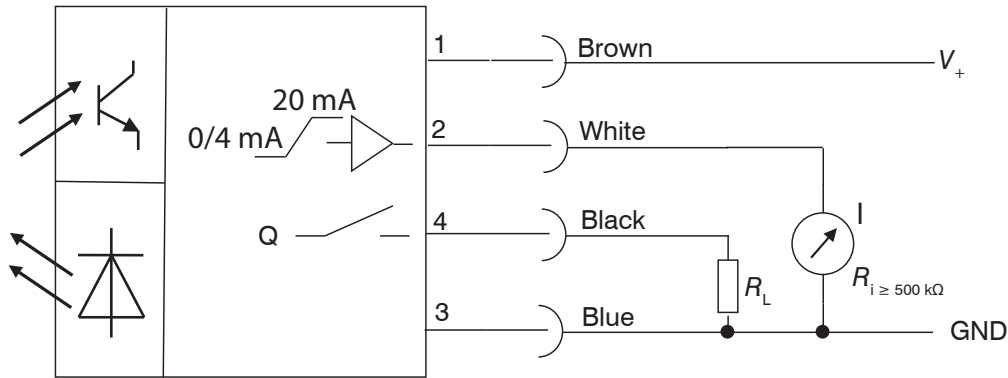 1
Brown
V+
20 mA
0/4 mA
2
White
I
Ri ≥ 500 kΩ
Q
4
Black
RL
3
Blue
GND